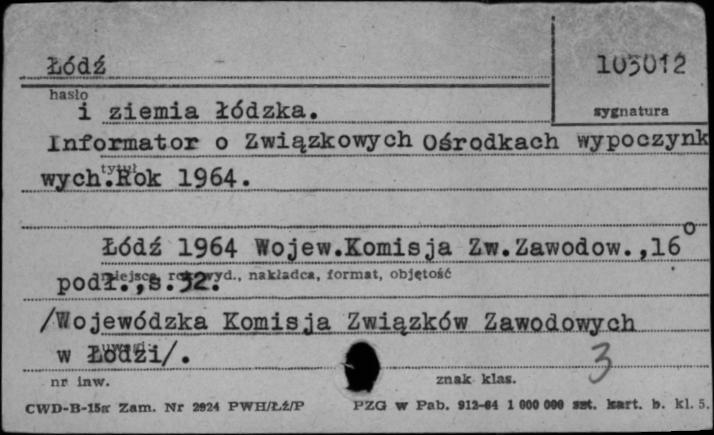 Łódź
105012
hasło
i ziemia łódzka.
sygnatura
Informator o Związkowych Ośrodkach wypoczynk
wych.Rok 1964.
tytuł
Łódź 1964 Wojew.Komisja Zw.Zawodow.,16°
podł.,s.32.
miejsce, rok wyd., nakładca, format, objętość
/Wojewódzka Komisja Związków Zawodowych
w Łodzi/.
uwagi
3
nr inw.
znak klas.
CWD-B-15x Zam. Nr 2924 PWH/Łź/P
PZG w Pab. 912-64 1 000 000 szt. kart. b. kl. 5.